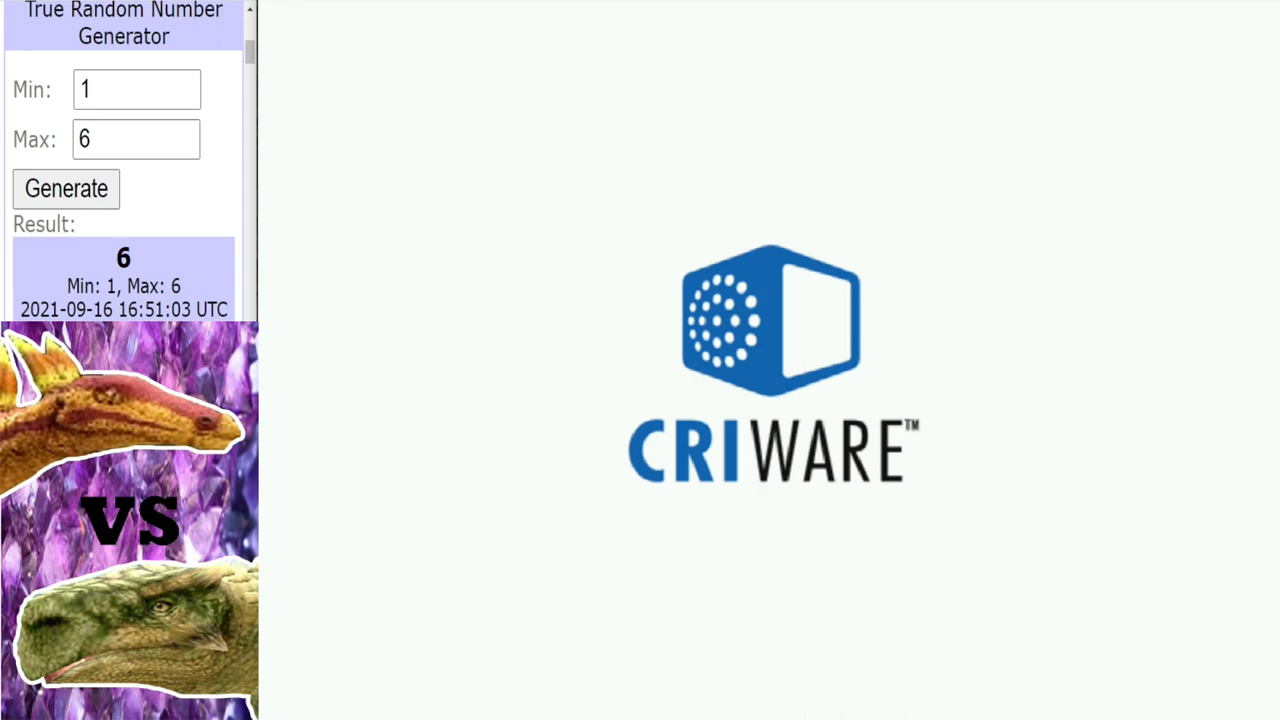 True Random Number
Generator
Min: 1
Max: 6
Generate
Result:
6
Min: 1, Max: 6
2021-09-16 16:51:03 UTC
vs
CRIWARE™